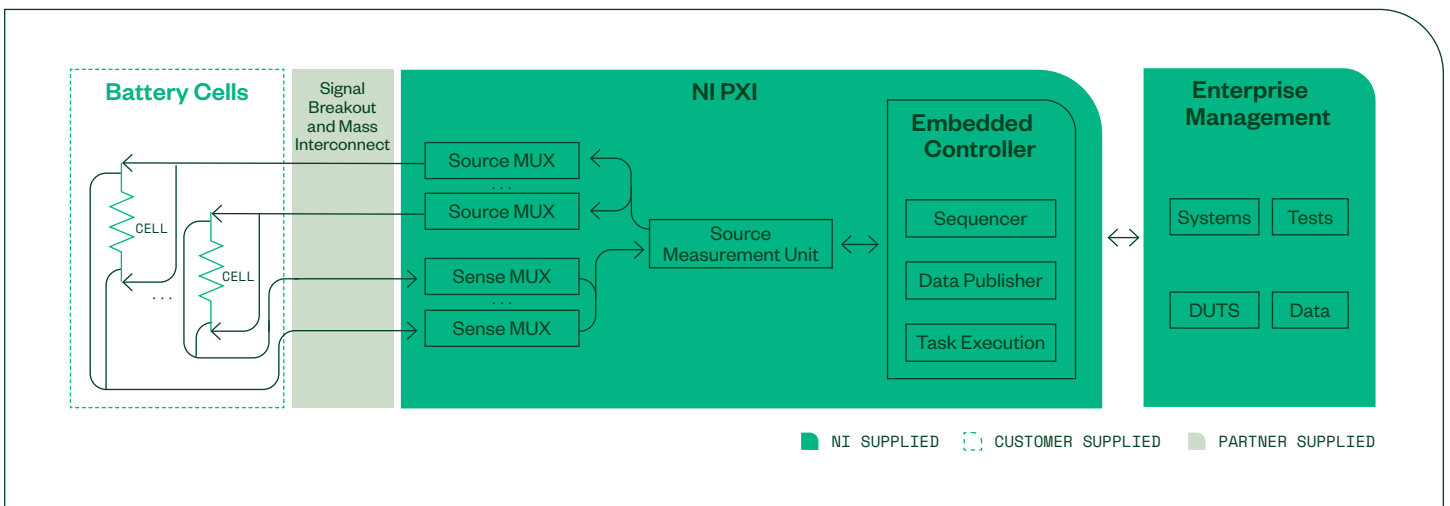 Battery Cells
CELL
CELL
...
Signal
Breakout
and Mass
Interconnect
NI PXI
Source MUX
...
Source MUX
Sense MUX
...
Sense MUX
Source
Measurement Unit
Embedded
Controller
Sequencer
Data Publisher
Task Execution
Enterprise
Management
Systems
Tests
DUTS
Data
NI SUPPLIED
CUSTOMER SUPPLIED
PARTNER SUPPLIED